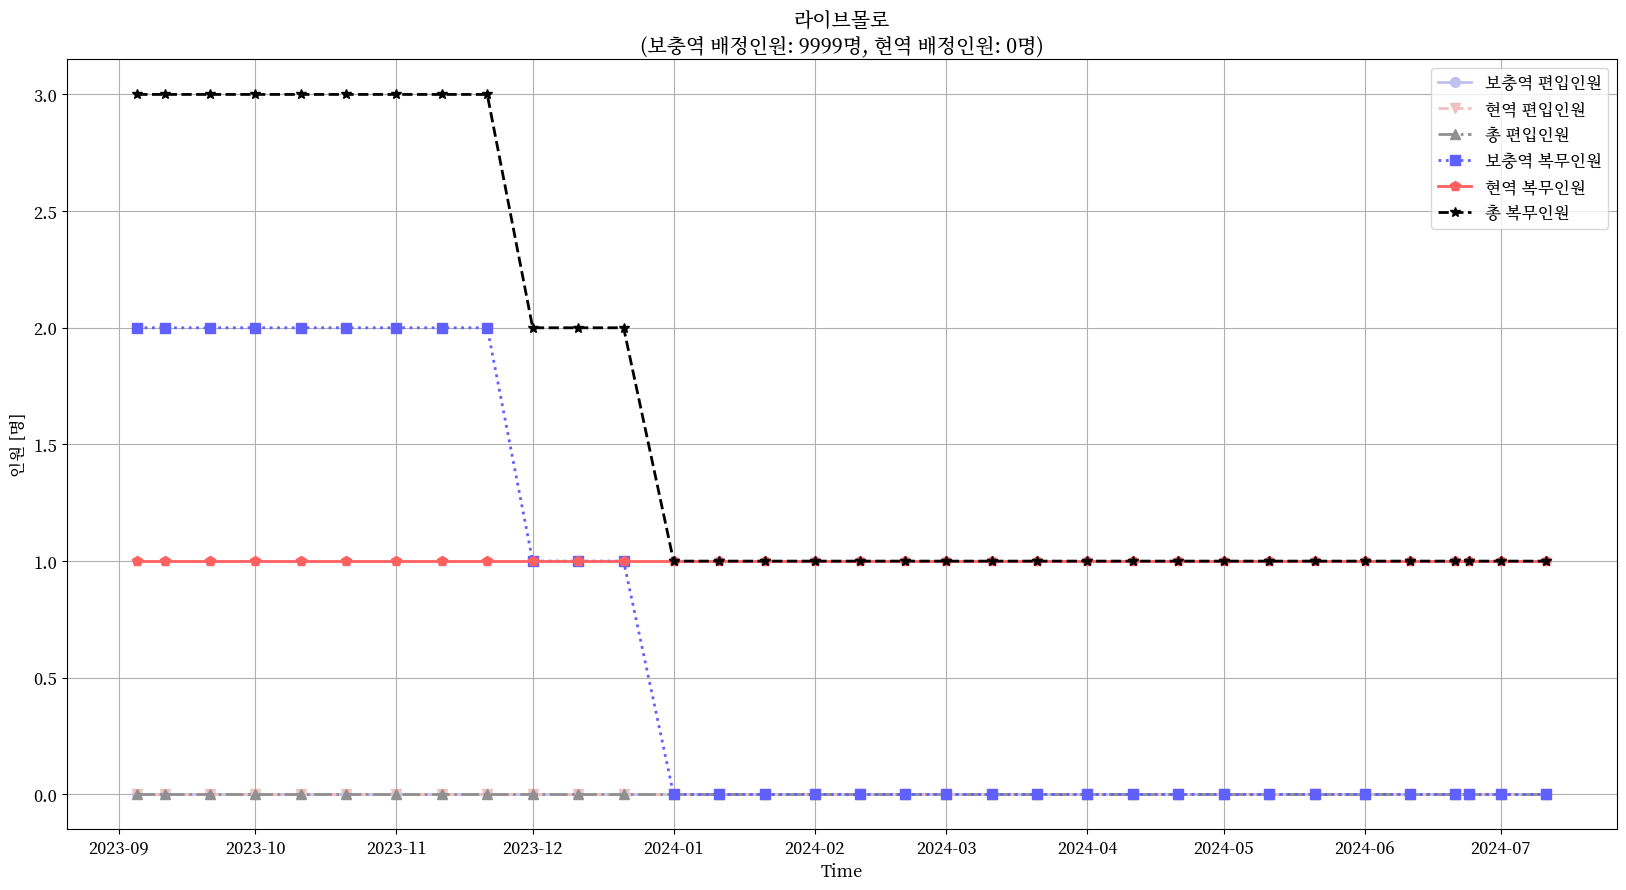 라이브몰로
(보충역 배정인원: 9999명, 현역 배정인원: 0명)
보충역 편입인원
현역 편입인원
총 편입인원
보충역 복무인원
현역 복무인원
총 복무인원
인원 [명]
3.0
2.5
2.0
1.5
1.0
0.5
0.0
2023-09 2023-10 2023-11 2023-12 2024-01 2024-02 2024-03 2024-04 2024-05 2024-06 2024-07
Time